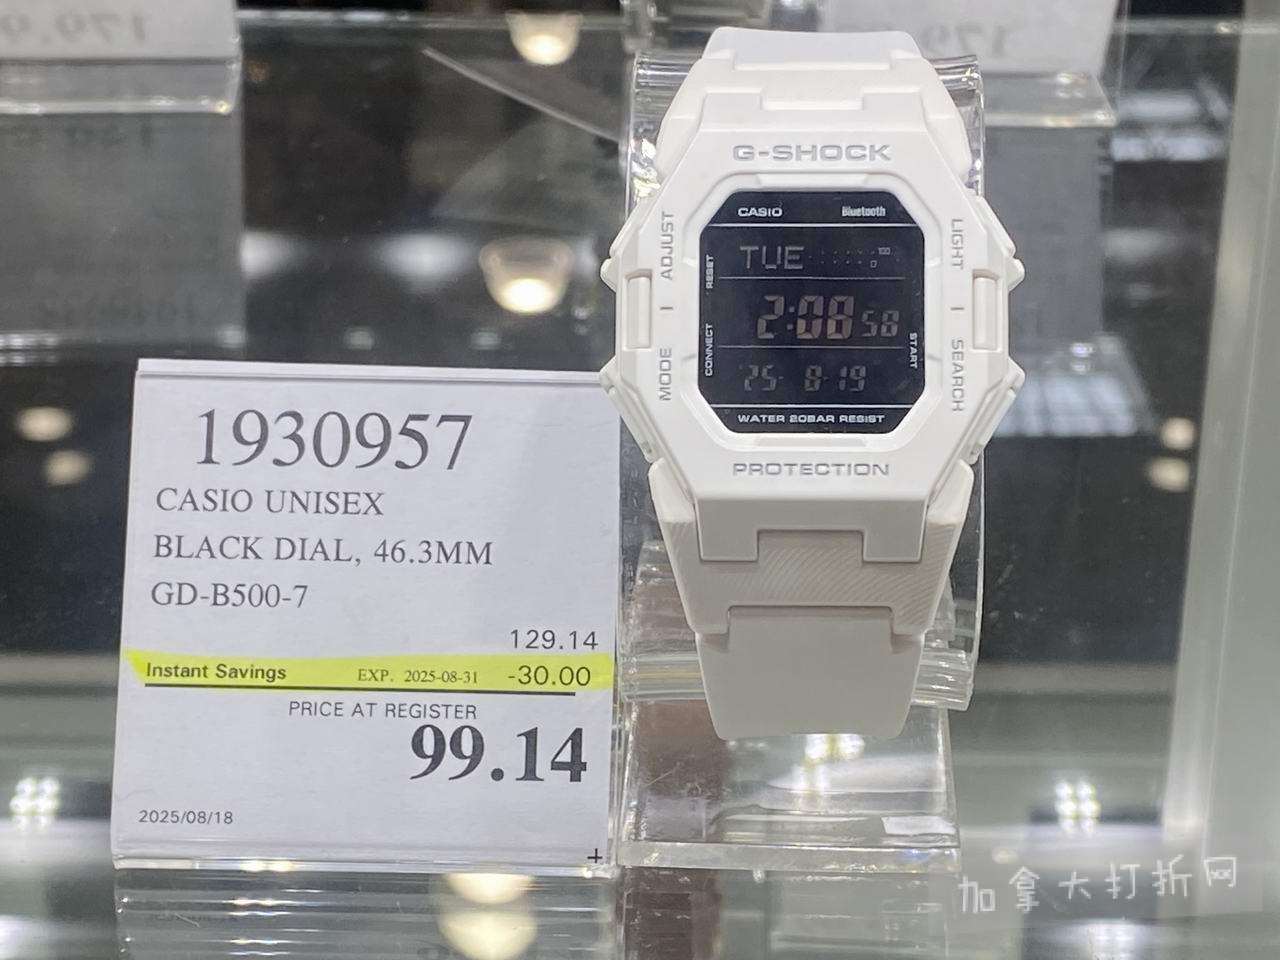 1930957
CASIO UNISEX
BLACK DIAL, 46.3MM
GD-B500-7
129.14
Instant Savings EXP. 2025-08-31 -30.00
PRICE AT REGISTER
99.14
2025/08/18
+
G-SHOCK
CASIO Bluetooth
ADJUST
MODE
LIGHT
SEARCH
RESET
CONNECT
START
TUE 100
2:08 58
25 8-19
WATER 20BAR RESIST
PROTECTION
加拿大打折网